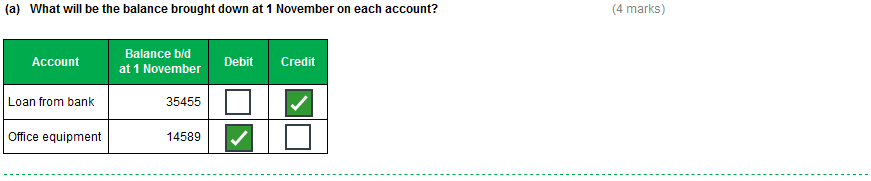 (a) What will be the balance brought down at 1 November on each account? (4 marks)
Account Balance b/d at 1 November Debit Credit
Loan from bank 35455
Office equipment 14589